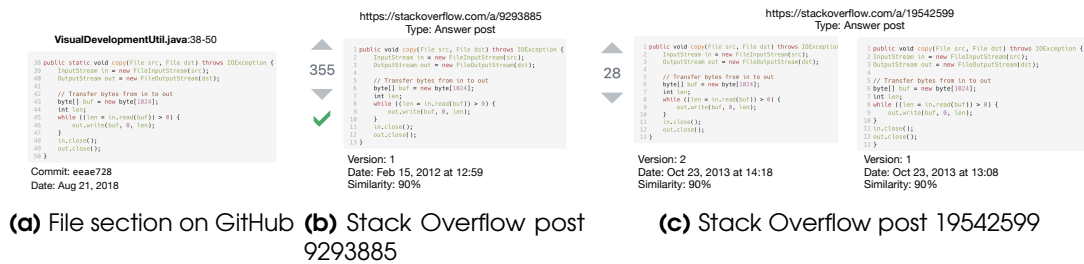 VisualDevelopmentUtil.java:38-50
38 public static void copy(File src, File dst) throws IOException {
39 InputStream in = new FileInputStream(src);
40 OutputStream out = new FileOutputStream(dst);
41
42 // Transfer bytes from in to out
43 byte[] buf = new byte[1024];
44 int len;
45 while ((len = in.read(buf)) > 0) {
46 out.write(buf, 0, len);
47 }
48 in.close();
49 out.close();
50 }
Commit: eeae728
Date: Aug 21, 2018
(a) File section on GitHub
https://stackoverflow.com/a/9293885
Type: Answer post
355
1 public void copy(File src, File dst) throws IOException {
2 InputStream in = new FileInputStream(src);
3 OutputStream out = new FileOutputStream(dst);
4
5 // Transfer bytes from in to out
6 byte[] buf = new byte[1024];
7 int len;
8 while ((len = in.read(buf)) > 0) {
9 out.write(buf, 0, len);
10 }
11 in.close();
12 out.close();
13 }
Version: 1
Date: Feb 15, 2012 at 12:59
Similarity: 90%
(b) Stack Overflow post
9293885
https://stackoverflow.com/a/19542599
Type: Answer post
28
1 public void copy(File src, File dst) throws IOException
2 InputStream in = new FileInputStream(src);
3 OutputStream out = new FileOutputStream(dst);
4
5 // Transfer bytes from in to out
6 byte[] buf = new byte[1024];
7 int len;
8 while ((len = in.read(buf)) > 0) {
9 out.write(buf, 0, len);
10 }
11 in.close();
12 out.close();
13 }
Version: 2
Date: Oct 23, 2013 at 14:18
Similarity: 90%
1 public void copy(File src, File dst) throws IOException {
2 InputStream in = new FileInputStream(src);
3 OutputStream out = new FileOutputStream(dst);
4
5 // Transfer bytes from in to out
6 byte[] buf = new byte[1024];
7 int len;
8 while ((len = in.read(buf)) > 0) {
9 out.write(buf, 0, len);
10 }
11 in.close();
12 out.close();
13 }
Version: 1
Date: Oct 23, 2013 at 13:08
Similarity: 90%
(c) Stack Overflow post 19542599